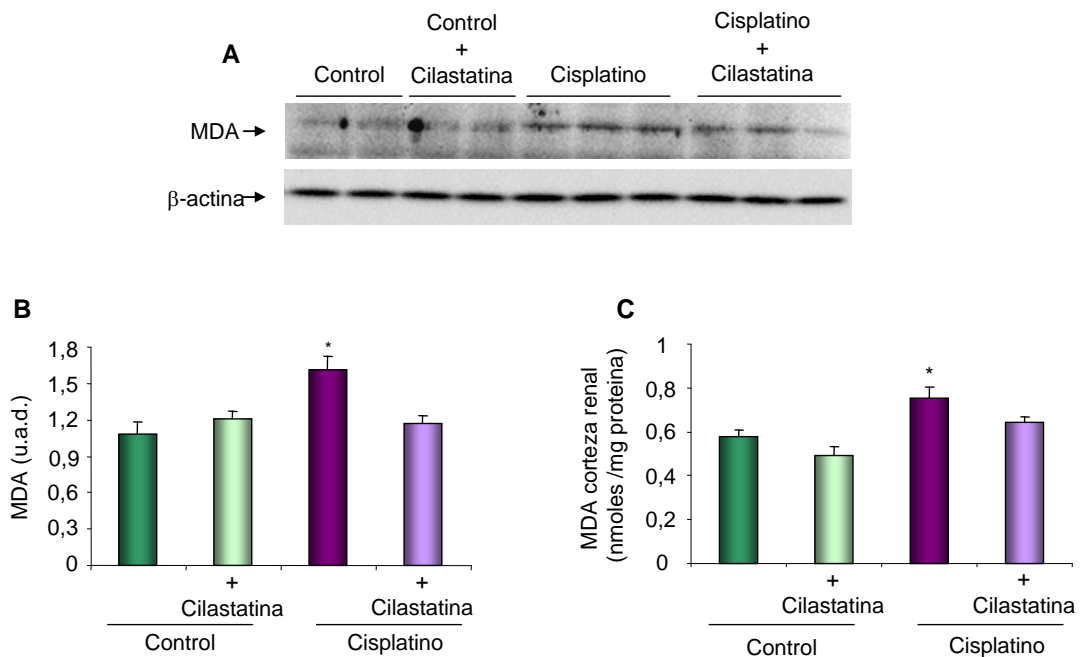 A
Control
Control
+
Cilastatina
Cisplatino
Cisplatino
+
Cilastatina
MDA
β-actina
B
MDA (u.a.d.)
1,8
1,5
1,2
0,9
0,6
0,3
0
*
+
Cilastatina
+
Cilastatina
Control
Cisplatino
C
MDA corteza renal
(nmoles /mg proteina)
1
0,8
0,6
0,4
0,2
0
*
+
Cilastatina
+
Cilastatina
Control
Cisplatino